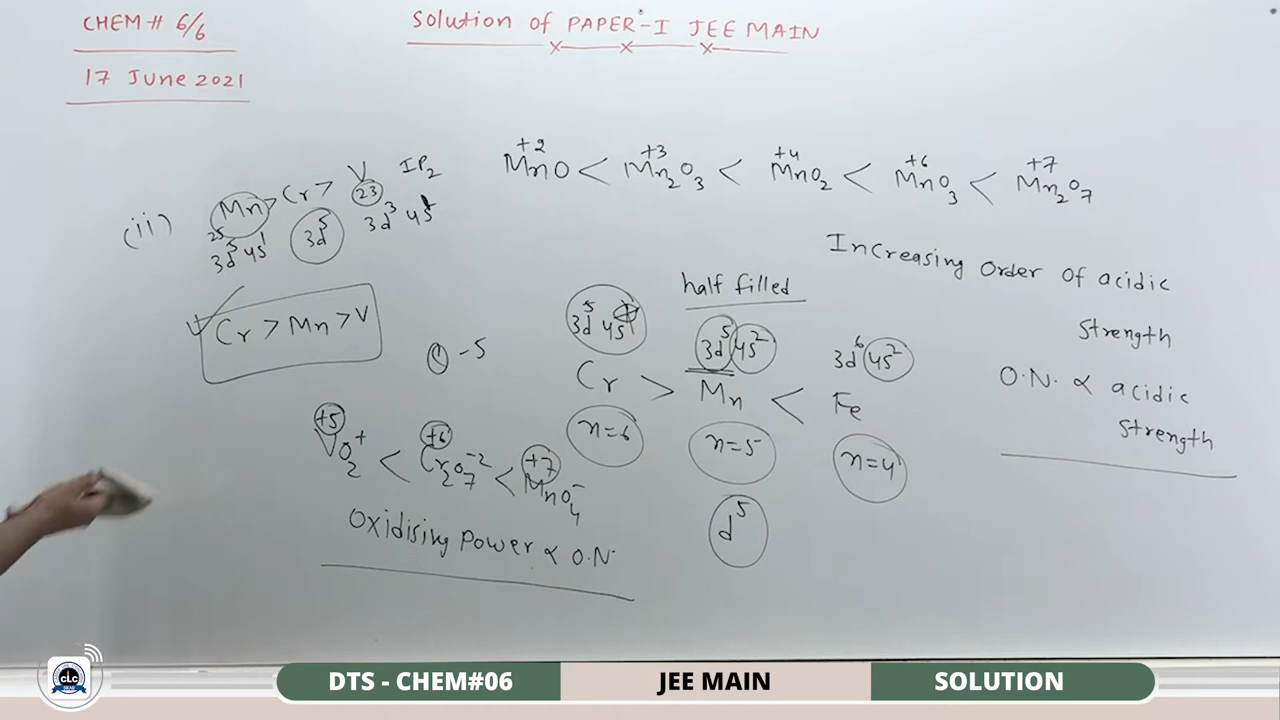 CHEM# 6/6
17 June 2021
Solution of PAPER-I JEE MAIN
+2 +3 +4 +6 +7
MnO < Mn₂O₃ < MnO₂ < MnO₃ < Mn₂O₇
Increasing order of acidic
strength
O.N. ∝ acidic
strength
(ii) Mn > Cr > V IP₂
25 23
3d⁵ 4s¹ 3d⁵ 3d³ 4s¹
Cr > Mn > V
-5
half filled
3d⁵ 4s¹ 3d⁵ 4s² 3d⁶ 4s²
Cr > Mn < Fe
n=6 n=5 n=4
d⁵
+5 +6 +7
VO₂⁺ < Cr₂O₇⁻² < MnO₄⁻
Oxidising power ∝ O.N.
CLC
DTS - CHEM#06
JEE MAIN
SOLUTION